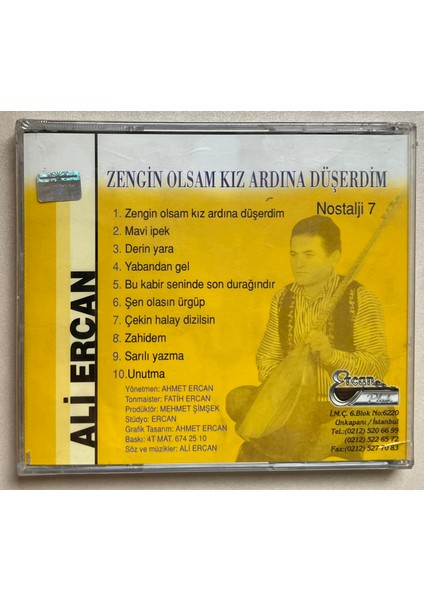 ZENGİN OLSAM KIZ ARDINA DÜŞERDİM
Nostalji 7
ALİ ERCAN
1. Zengin olsam kız ardına düşerdim
2. Mavi ipek
3. Derin yara
4. Yabandan gel
5. Bu kabir seninde son durağındır
6. Şen olasın ürgüp
7. Çekin halay dizilsin
8. Zahidem
9. Sarılı yazma
10.Unutma
Yönetmen: AHMET ERCAN
Tonmaister: FATİH ERCAN
Prodüktör: MEHMET ŞİMŞEK
Stüdyo: ERCAN
Grafik Tasarım: AHMET ERCAN
Baskı: 4T MAT. 674 25 10
Söz ve müzikler: ALİ ERCAN
Ercan
İ.M.Ç. 6.Blok No:6220
Unkapanı / İstanbul
Tel.:(0212) 520 66 99
(0212) 522 65 72
Fax:(0212) 527 70 83